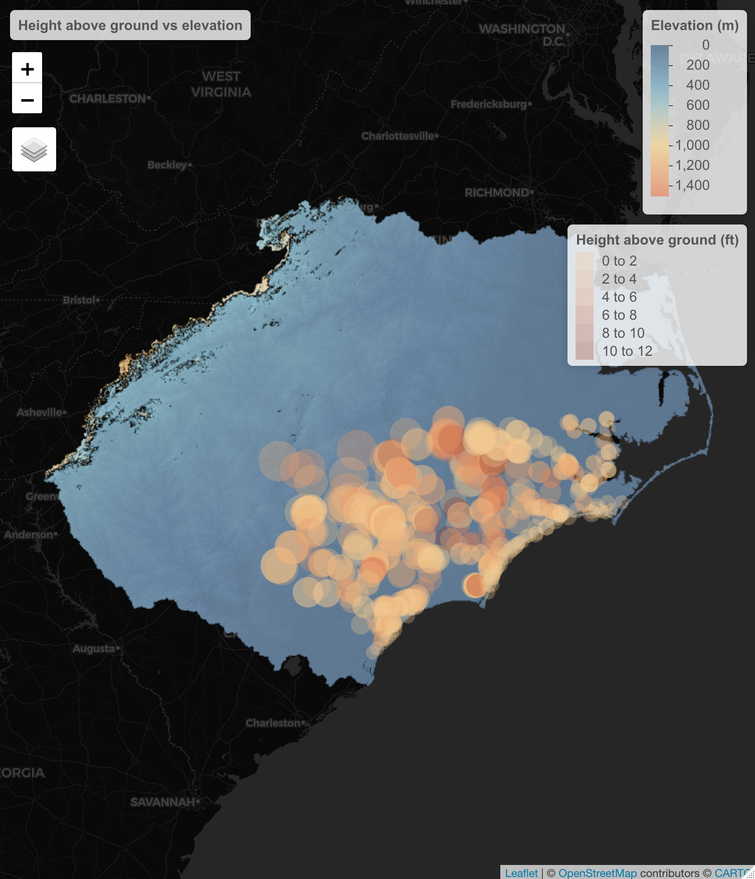 Height above ground vs elevation
+
−
Winchester
WASHINGTON
D.C.
WEST
VIRGINIA
CHARLESTON
Fredericksburg
Charlottesville
Beckley
RICHMOND
Bristol
Asheville
Green
Anderson
Augusta
Charleston
ORGIA
SAVANNAH
Elevation (m)
0
200
400
600
800
1,000
1,200
1,400
Height above ground (ft)
0 to 2
2 to 4
4 to 6
6 to 8
8 to 10
10 to 12
Leaflet | © OpenStreetMap contributors © CARTO